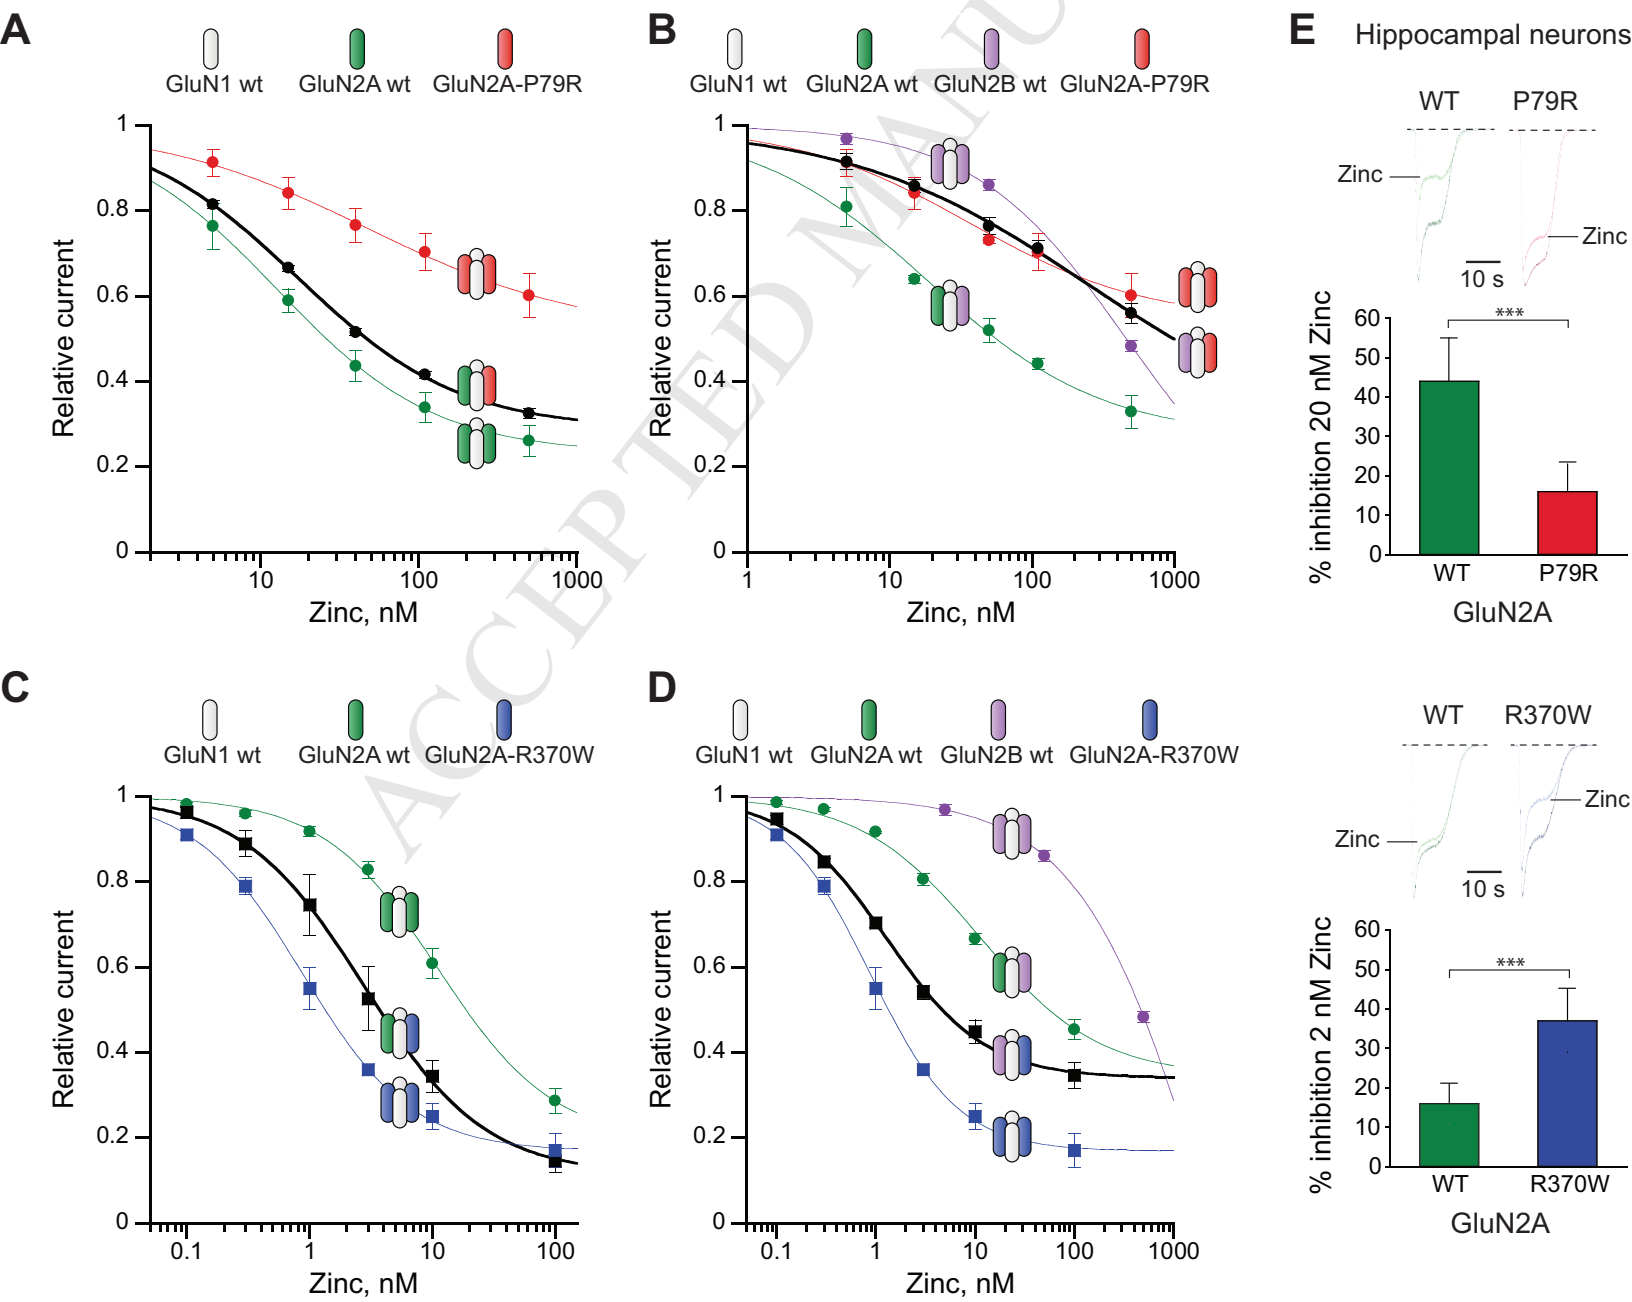 A
GluN1 wt
GluN2A wt
GluN2A-P79R
Relative current
1
0.8
0.6
0.4
0.2
0
10
100
1000
Zinc, nM
B
GluN1 wt
GluN2A wt
GluN2B wt
GluN2A-P79R
Relative current
1
0.8
0.6
0.4
0.2
0
1
10
100
1000
Zinc, nM
E
Hippocampal neurons
WT
P79R
Zinc
Zinc
10 s
% inhibition 20 nM Zinc
60
50
40
30
20
10
0
***
WT
P79R
GluN2A
C
GluN1 wt
GluN2A wt
GluN2A-R370W
Relative current
1
0.8
0.6
0.4
0.2
0
0.1
1
10
100
Zinc, nM
D
GluN1 wt
GluN2A wt
GluN2B wt
GluN2A-R370W
Relative current
1
0.8
0.6
0.4
0.2
0
0.1
1
10
100
1000
Zinc, nM
WT
R370W
Zinc
Zinc
10 s
% inhibition 2 nM Zinc
60
50
40
30
20
10
0
***
WT
R370W
GluN2A
ACCEPTED MANU